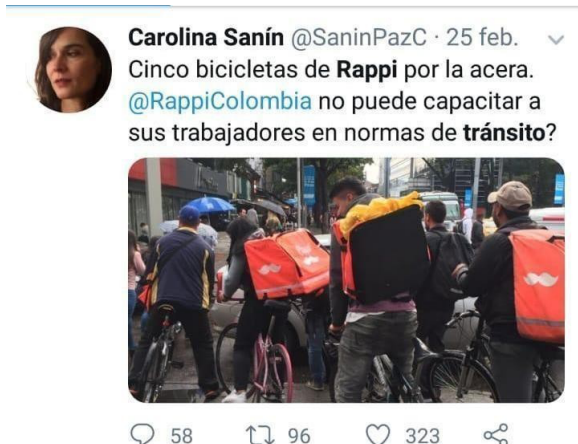 Carolina Sanín @SaninPazC · 25 feb.
Cinco bicicletas de Rappi por la acera.
@RappiColombia no puede capacitar a
sus trabajadores en normas de tránsito?
58 96 323